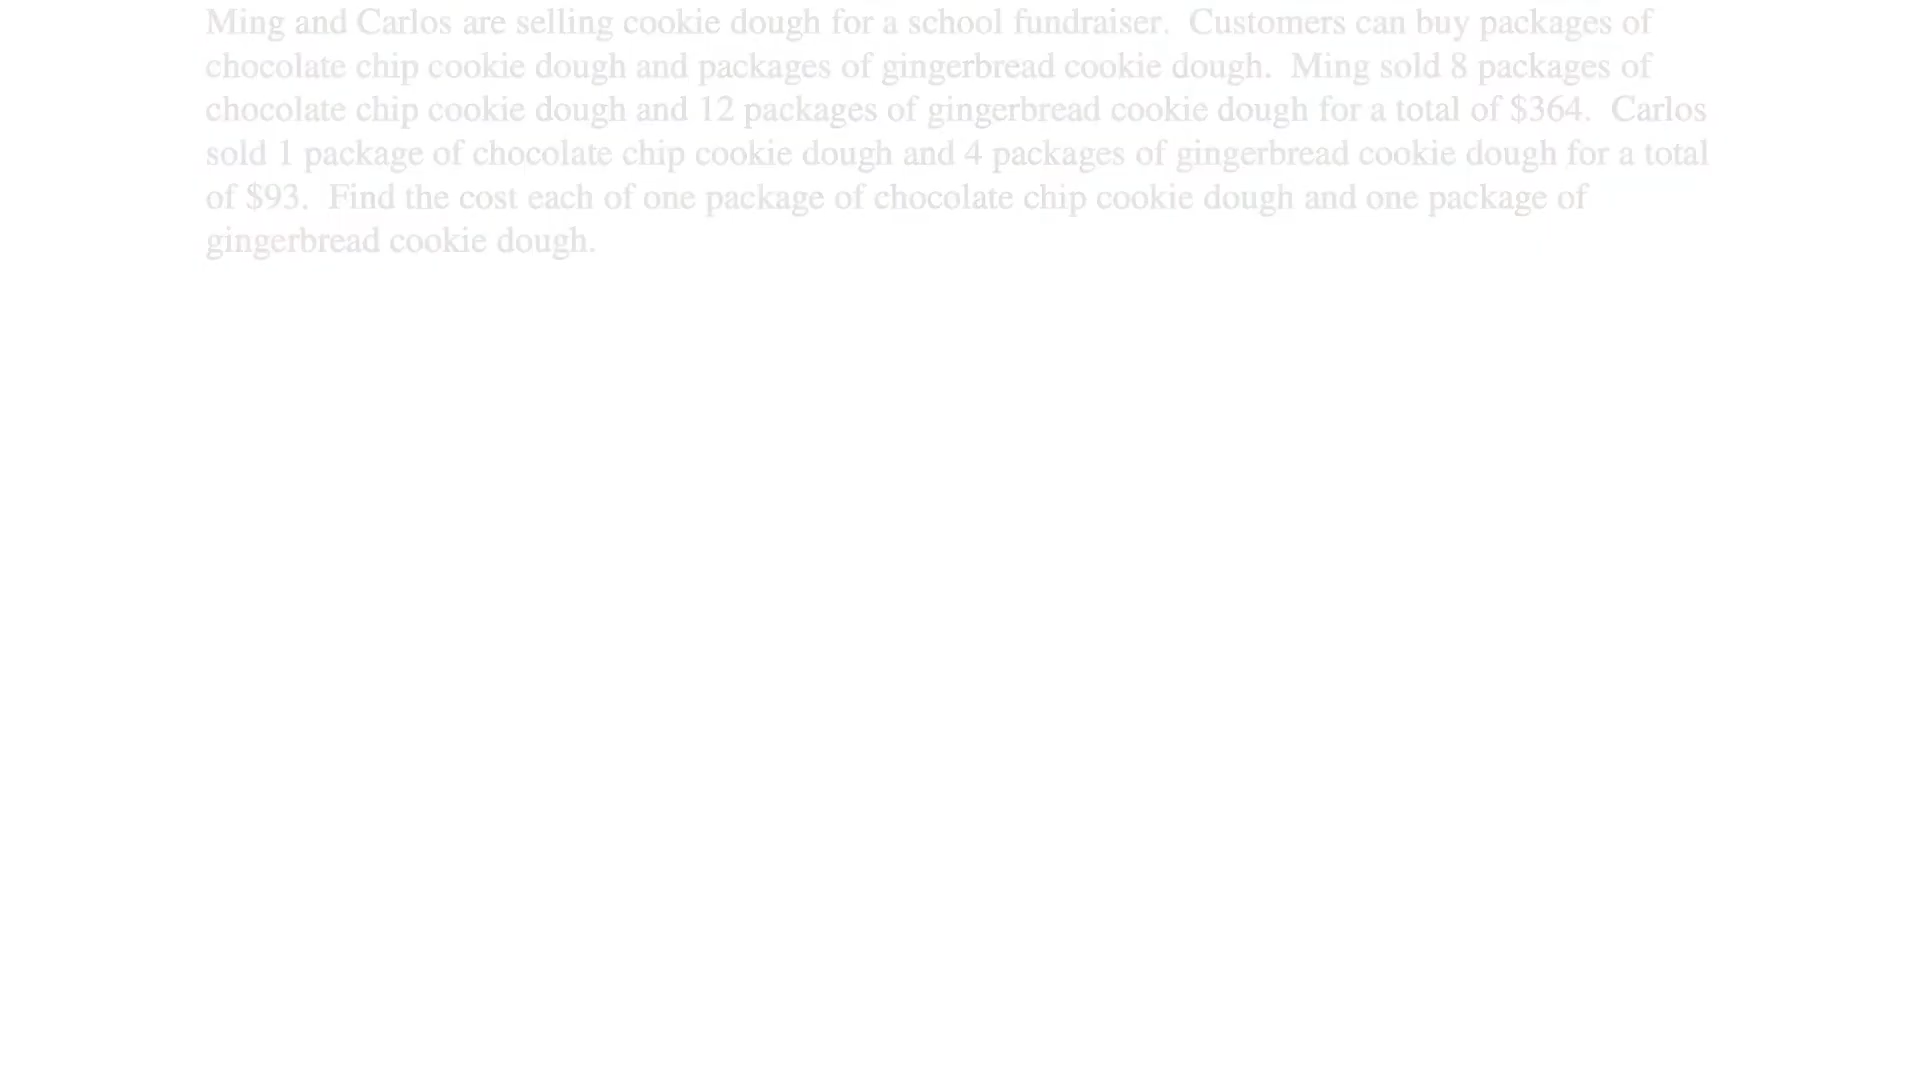 Ming and Carlos are selling cookie dough for a school fundraiser.  Customers can buy packages of
chocolate chip cookie dough and packages of gingerbread cookie dough.  Ming sold 8 packages of
chocolate chip cookie dough and 12 packages of gingerbread cookie dough for a total of $364.  Carlos
sold 1 package of chocolate chip cookie dough and 4 packages of gingerbread cookie dough for a total
of $93.  Find the cost each of one package of chocolate chip cookie dough and one package of
gingerbread cookie dough.